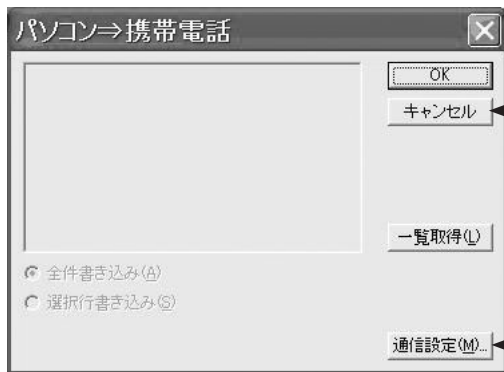 パソコン⇒携帯電話
OK
キャンセル
一覧取得(L)
全件書き込み(A)
選択行書き込み(S)
通信設定(M)...